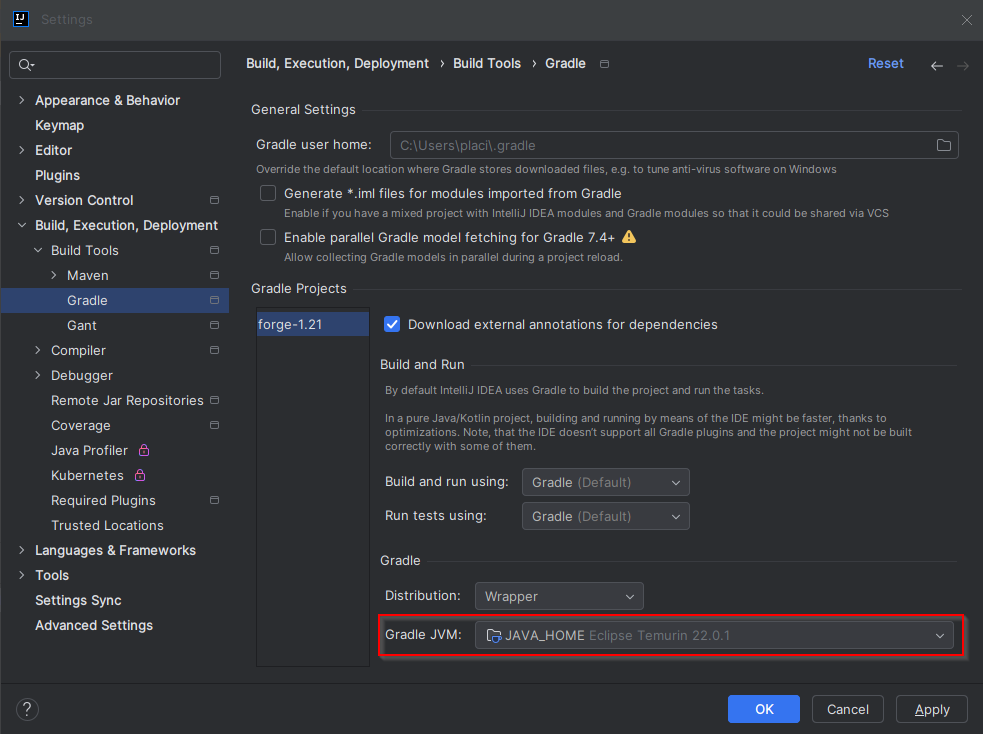 Settings
Appearance & Behavior
Keymap
Editor
Plugins
Version Control
Build, Execution, Deployment
Build Tools
Maven
Gradle
Gant
Compiler
Debugger
Remote Jar Repositories
Coverage
Java Profiler
Kubernetes
Required Plugins
Trusted Locations
Languages & Frameworks
Tools
Settings Sync
Advanced Settings
Build, Execution, Deployment › Build Tools › Gradle
Reset
General Settings
Gradle user home: C:\Users\placi\.gradle
Override the default location where Gradle stores downloaded files, e.g. to tune anti-virus software on Windows
Generate *.iml files for modules imported from Gradle
Enable if you have a mixed project with IntelliJ IDEA modules and Gradle modules so that it could be shared via VCS
Enable parallel Gradle model fetching for Gradle 7.4+
Allow collecting Gradle models in parallel during a project reload.
Gradle Projects
forge-1.21
Download external annotations for dependencies
Build and Run
By default IntelliJ IDEA uses Gradle to build the project and run the tasks.
In a pure Java/Kotlin project, building and running by means of the IDE might be faster, thanks to
optimizations. Note, that the IDE doesn't support all Gradle plugins and the project might not be built
correctly with some of them.
Build and run using: Gradle (Default)
Run tests using: Gradle (Default)
Gradle
Distribution: Wrapper
Gradle JVM: JAVA_HOME Eclipse Temurin 22.0.1
?
OK
Cancel
Apply